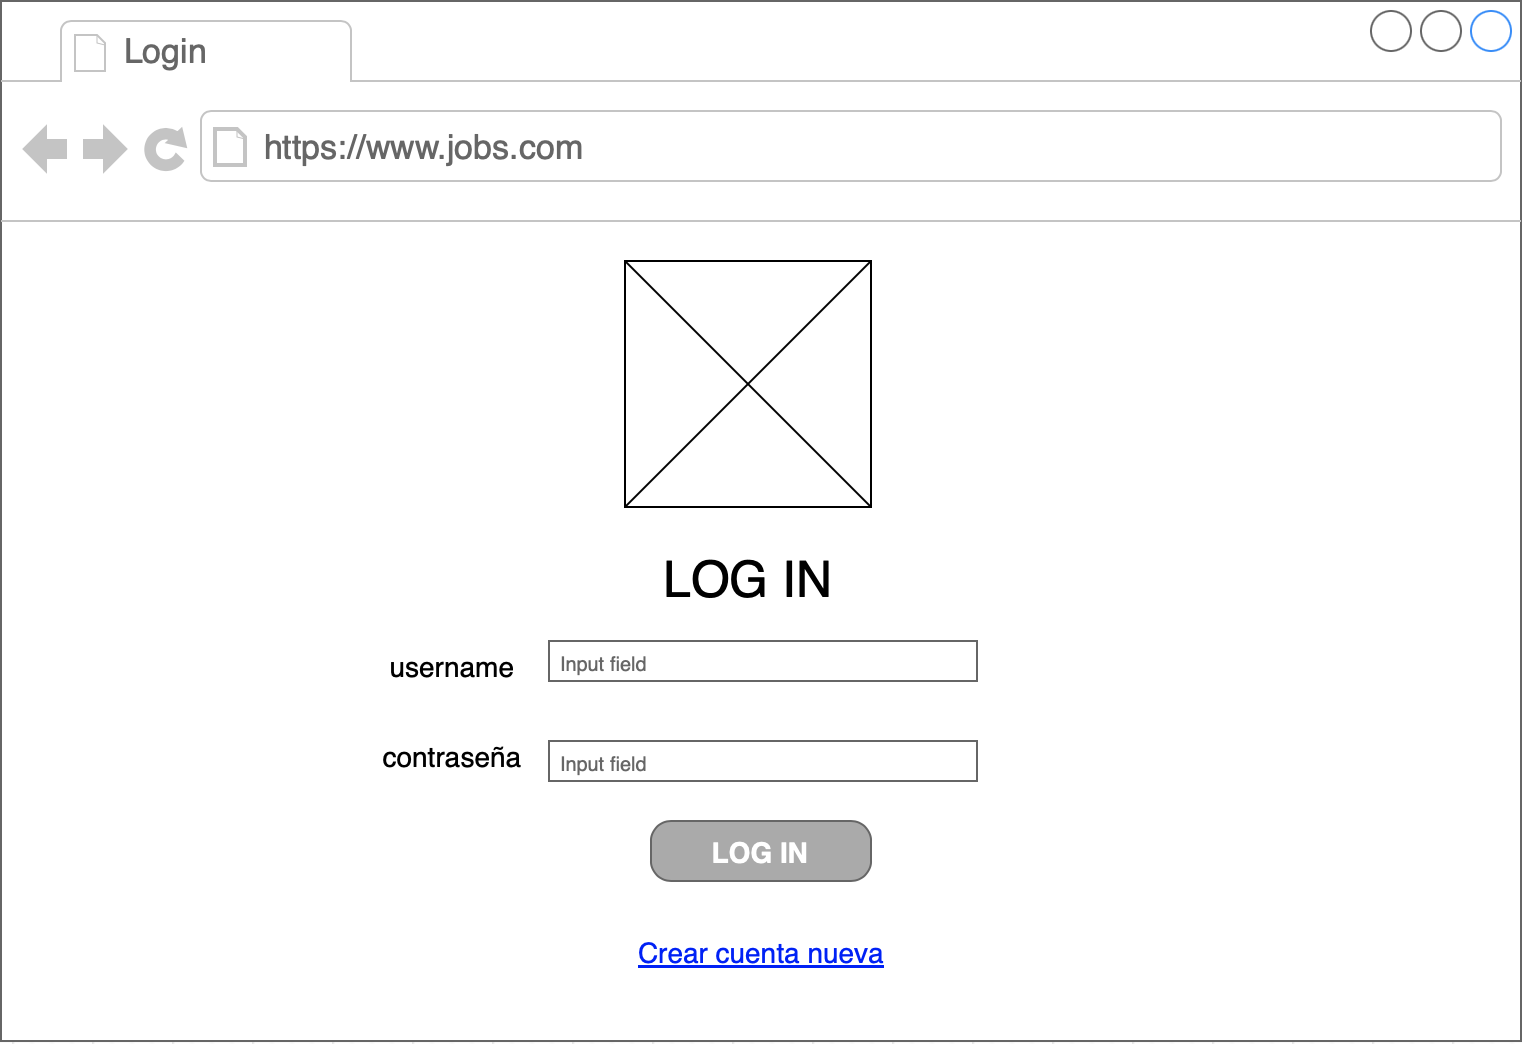 Login
https://www.jobs.com
LOG IN
username
Input field
contraseña
Input field
LOG IN
Crear cuenta nueva